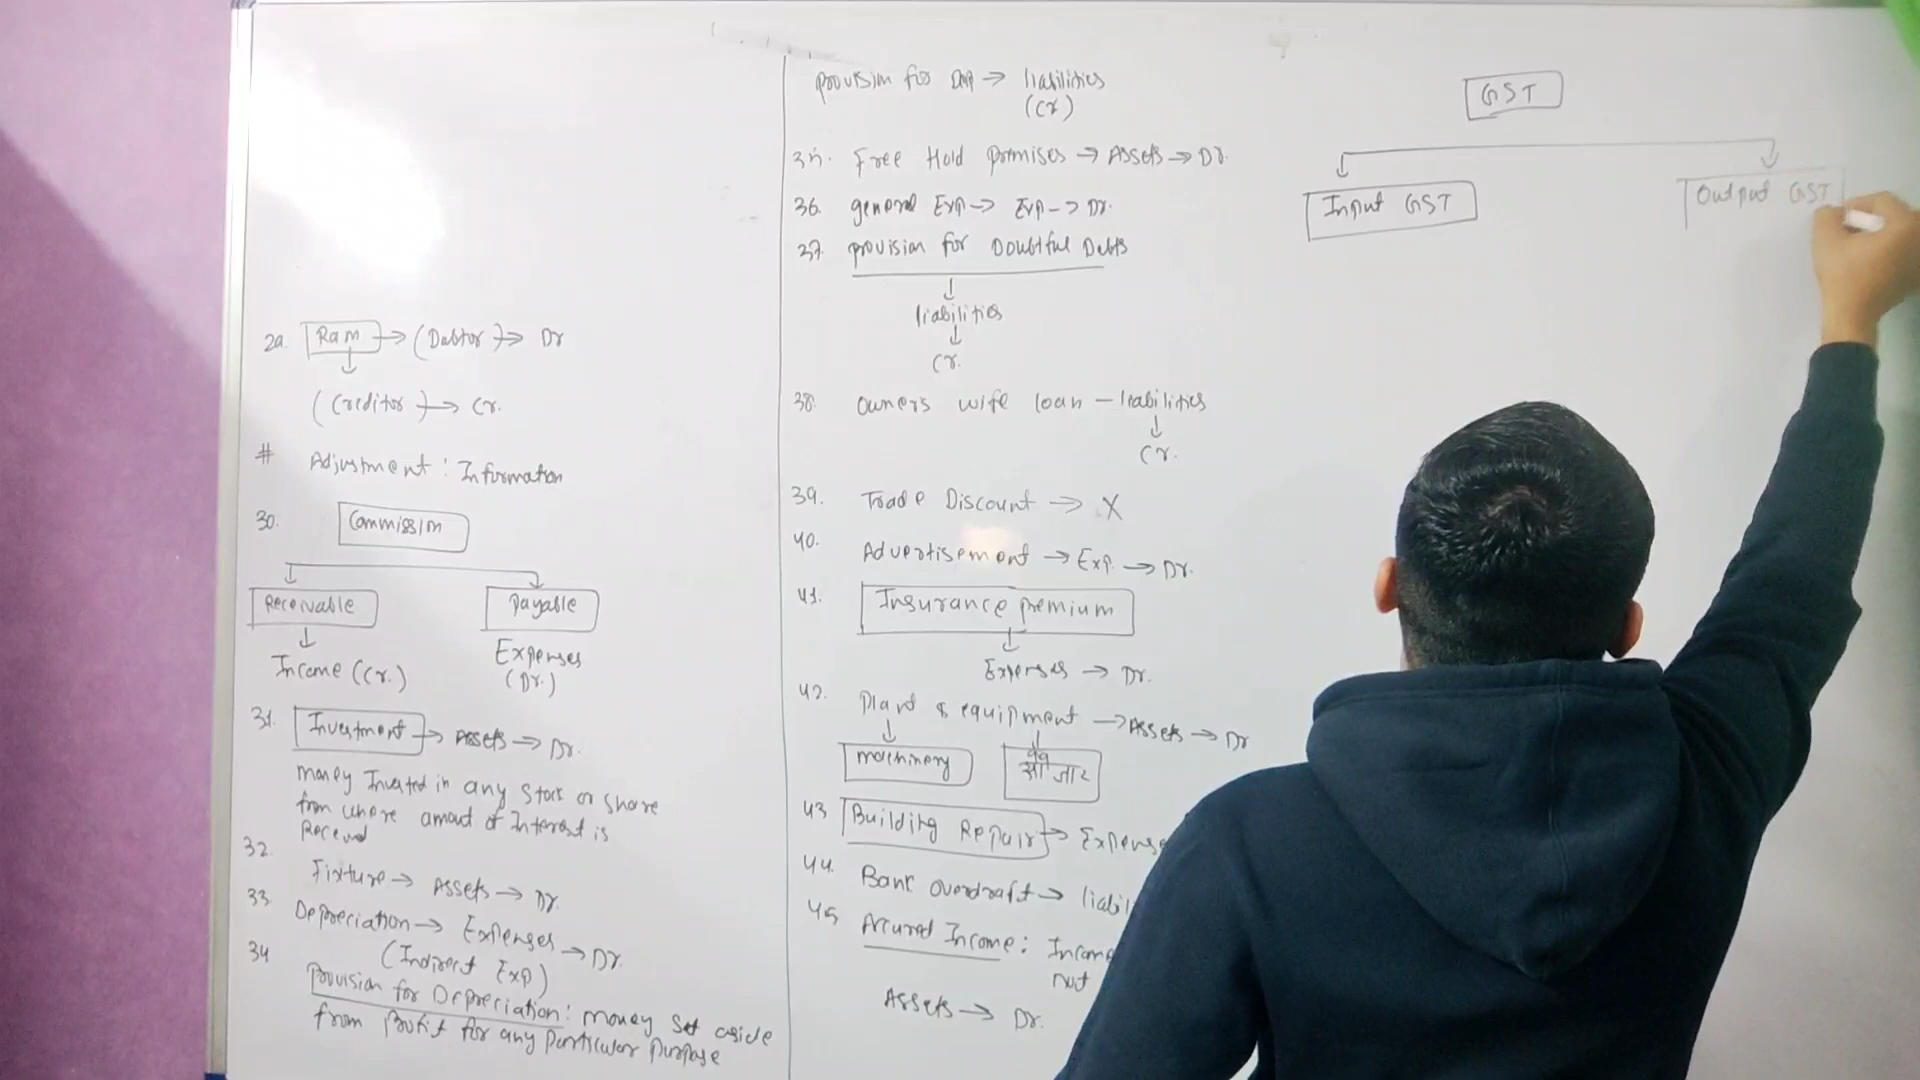 29. Ram → (Debtor) → Dr
(Creditor) → Cr.
# Adjustment : Information
30. Commission
Receivable Payable
Income (Cr.) Expenses
(Dr.)
31. Investment → Assets → Dr.
money Invested in any Stock or Share
from where amount of Interest is
Received
32. Fixture → Assets → Dr.
33 Depreciation → Expenses → Dr.
(Indirect Exp)
34 Provision for Depreciation : money set aside
from Profit for any Particular purpose
provision for Dep → liabilities
(Cr)
35. Free Hold premises → Assets → Dr.
36. general Exp → Exp → Dr.
37. provision for Doubtful Debts
liabilities
Cr.
38. owners wife loan – liabilities
Cr.
39. Trade Discount → X
40. Advertisement → Exp. → Dr.
41. Insurance premium
Expenses → Dr.
42. Plant & equipment → Assets → Dr
machinery औजार
43 Building Repair → Expense
44. Bank overdraft → liabil
45 Accured Income : Income
not
Assets → Dr.
GST
Input GST Output GST